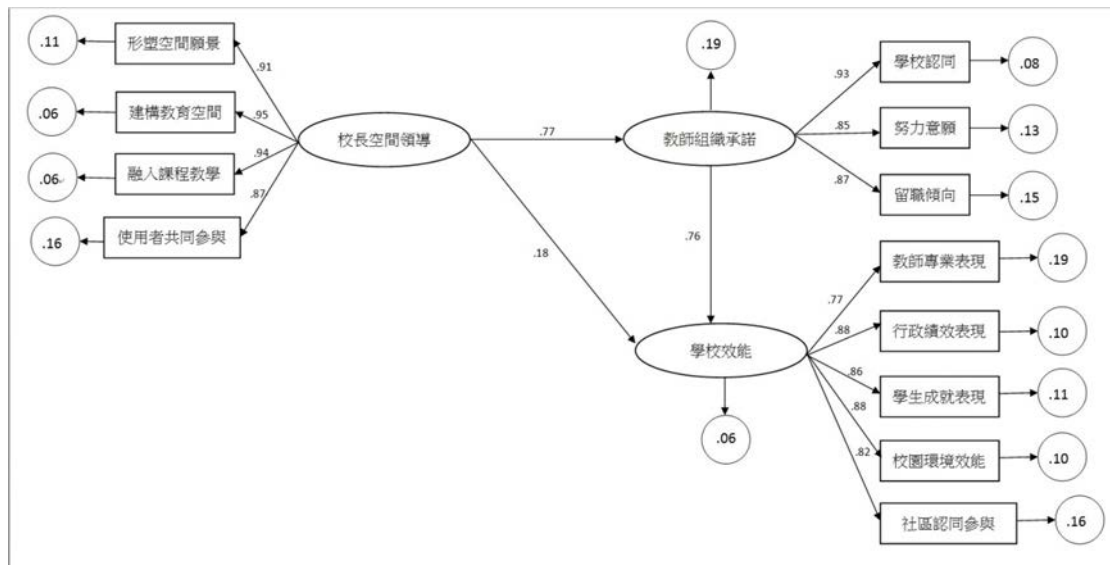 .11
形塑空間願景
.91
.06
建構教育空間
.95
.06
融入課程教學
.94
.16
使用者共同參與
.87
校長空間領導
.77
.18
.19
教師組織承諾
.76
.93
學校認同
.08
.85
努力意願
.13
.87
留職傾向
.15
學校效能
.06
.77
教師專業表現
.19
.88
行政績效表現
.10
.86
學生成就表現
.11
.88
校園環境效能
.10
.82
社區認同參與
.16